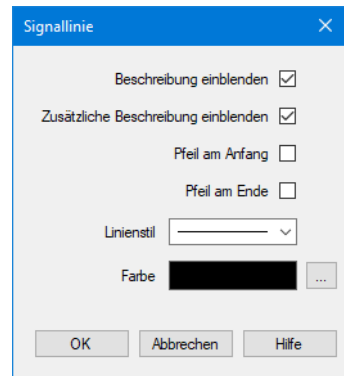 Signallinie
Beschreibung einblenden
Zusätzliche Beschreibung einblenden
Pfeil am Anfang
Pfeil am Ende
Linienstil
Farbe
...
OK Abbrechen Hilfe